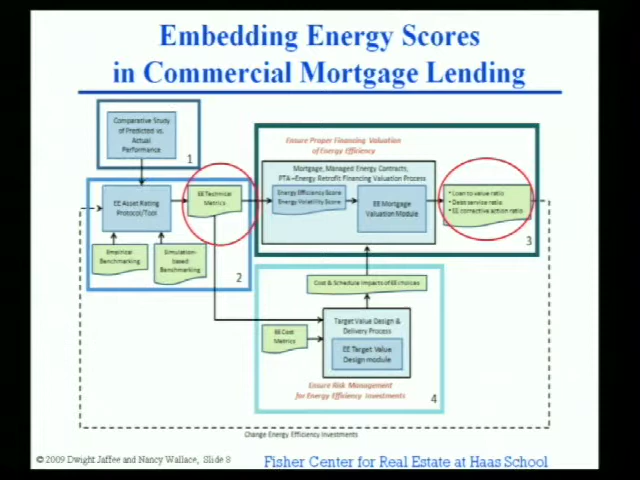 Embedding Energy Scores
in Commercial Mortgage Lending
Comparative Study
of Predicted vs.
Actual
Performance
1
Ensure Proper Financing Valuation
of Energy Efficiency
Mortgage, Managed Energy Contracts,
PTA–Energy Retrofit Financing Valuation Process
EE Asset Rating
Protocol/Tool
EE Technical
Metrics
Energy Efficiency Score
Energy Volatility Score
EE Mortgage
Valuation Module
• Loan to value ratio
• Debt service ratio
• EE corrective action ratio
3
Empirical
Benchmarking
Simulation-
based Benchmarking
2
Cost & Schedule Impacts of EE choices
EE Cost
Metrics
Target Value Design &
Delivery Process
EE Target Value
Design module
Ensure Risk Management
for Energy Efficiency Investments
4
Change Energy Efficiency Investments
© 2009 Dwight Jaffee and Nancy Wallace, Slide 8
Fisher Center for Real Estate at Haas School